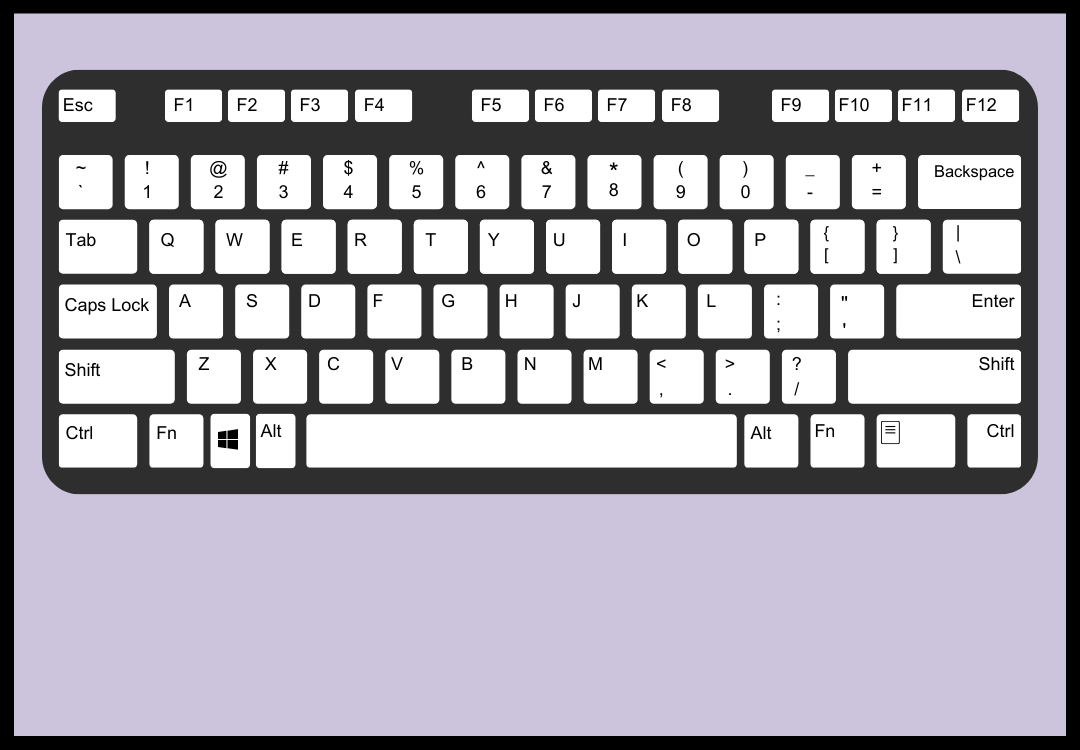 Esc F1 F2 F3 F4 F5 F6 F7 F8 F9 F10 F11 F12
~ ! @ # $ % ^ & * ( ) _ + Backspace
` 1 2 3 4 5 6 7 8 9 0 - =
Tab Q W E R T Y U I O P { } |
[ ] \
Caps Lock A S D F G H J K L : " Enter
; '
Shift Z X C V B N M < > ? Shift
, . /
Ctrl Fn Alt Alt Fn Ctrl